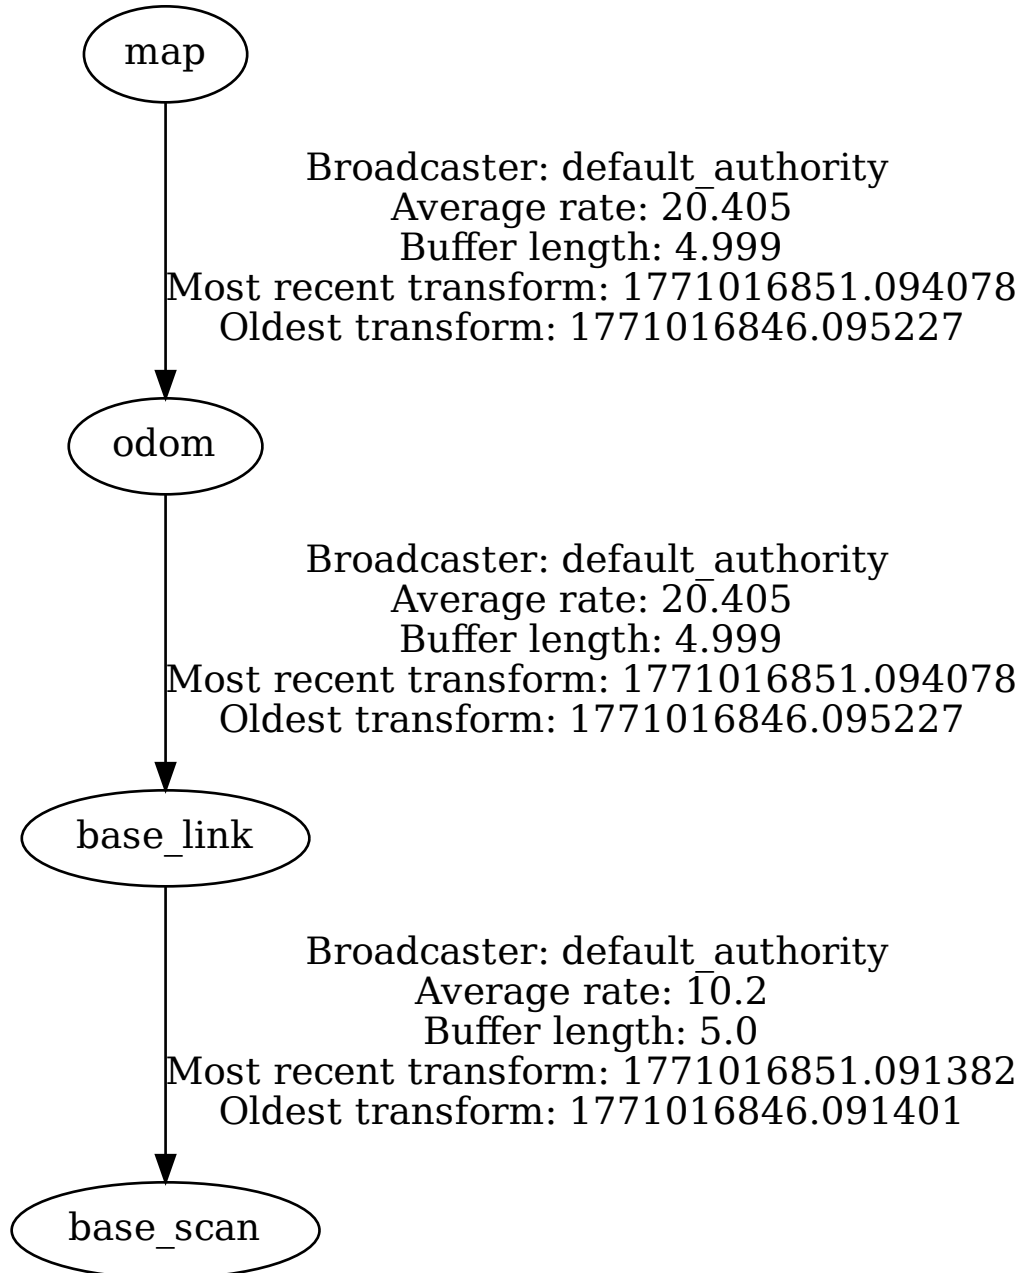 map
Broadcaster: default_authority
Average rate: 20.405
Buffer length: 4.999
Most recent transform: 1771016851.094078
Oldest transform: 1771016846.095227
odom
Broadcaster: default_authority
Average rate: 20.405
Buffer length: 4.999
Most recent transform: 1771016851.094078
Oldest transform: 1771016846.095227
base_link
Broadcaster: default_authority
Average rate: 10.2
Buffer length: 5.0
Most recent transform: 1771016851.091382
Oldest transform: 1771016846.091401
base_scan